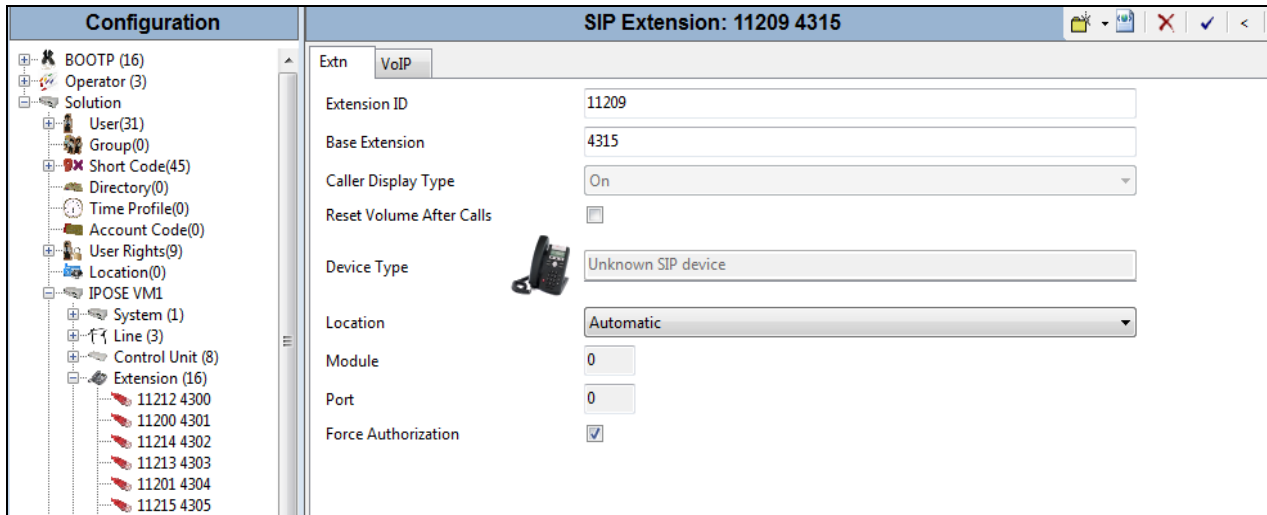 Configuration
SIP Extension: 11209 4315
BOOTP (16)
Operator (3)
Solution
User(31)
Group(0)
Short Code(45)
Directory(0)
Time Profile(0)
Account Code(0)
User Rights(9)
Location(0)
IPOSE VM1
System (1)
Line (3)
Control Unit (8)
Extension (16)
11212 4300
11200 4301
11214 4302
11213 4303
11201 4304
11215 4305
Extn VoIP
Extension ID 11209
Base Extension 4315
Caller Display Type On
Reset Volume After Calls
Device Type Unknown SIP device
Location Automatic
Module 0
Port 0
Force Authorization